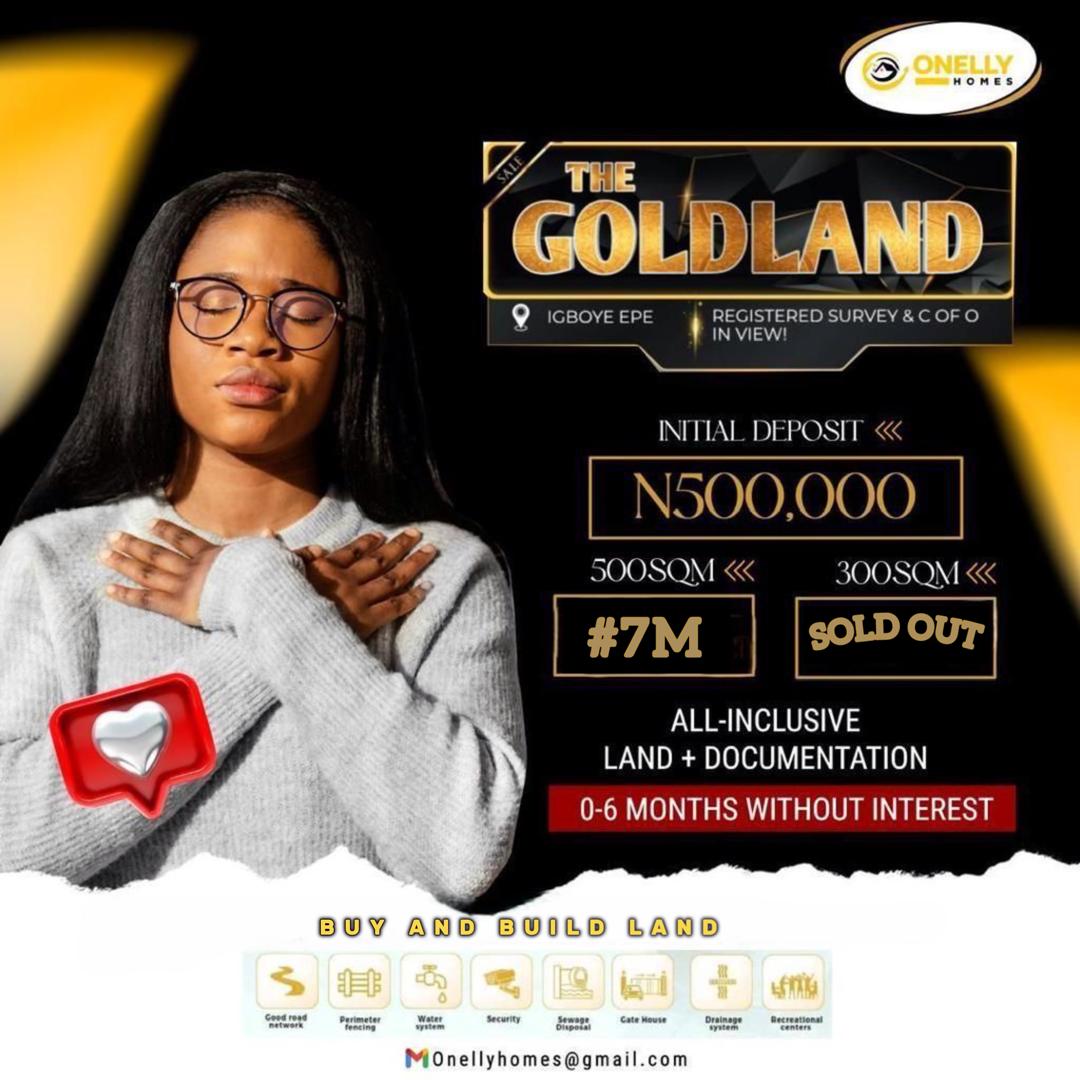 ONELLY
HOMES
SALE
THE
GOLDLAND
IGBOYE EPE
REGISTERED SURVEY & C OF O
IN VIEW!
INITIAL DEPOSIT <<<
N500,000
500SQM <<<
300SQM <<<
#7M
SOLD OUT
ALL-INCLUSIVE
LAND + DOCUMENTATION
0-6 MONTHS WITHOUT INTEREST
BUY AND BUILD LAND
Good road
network
Perimeter
fencing
Water
system
Security
Sewage
Disposal
Gate House
Drainage
system
Recreational
centers
Onellyhomes@gmail.com